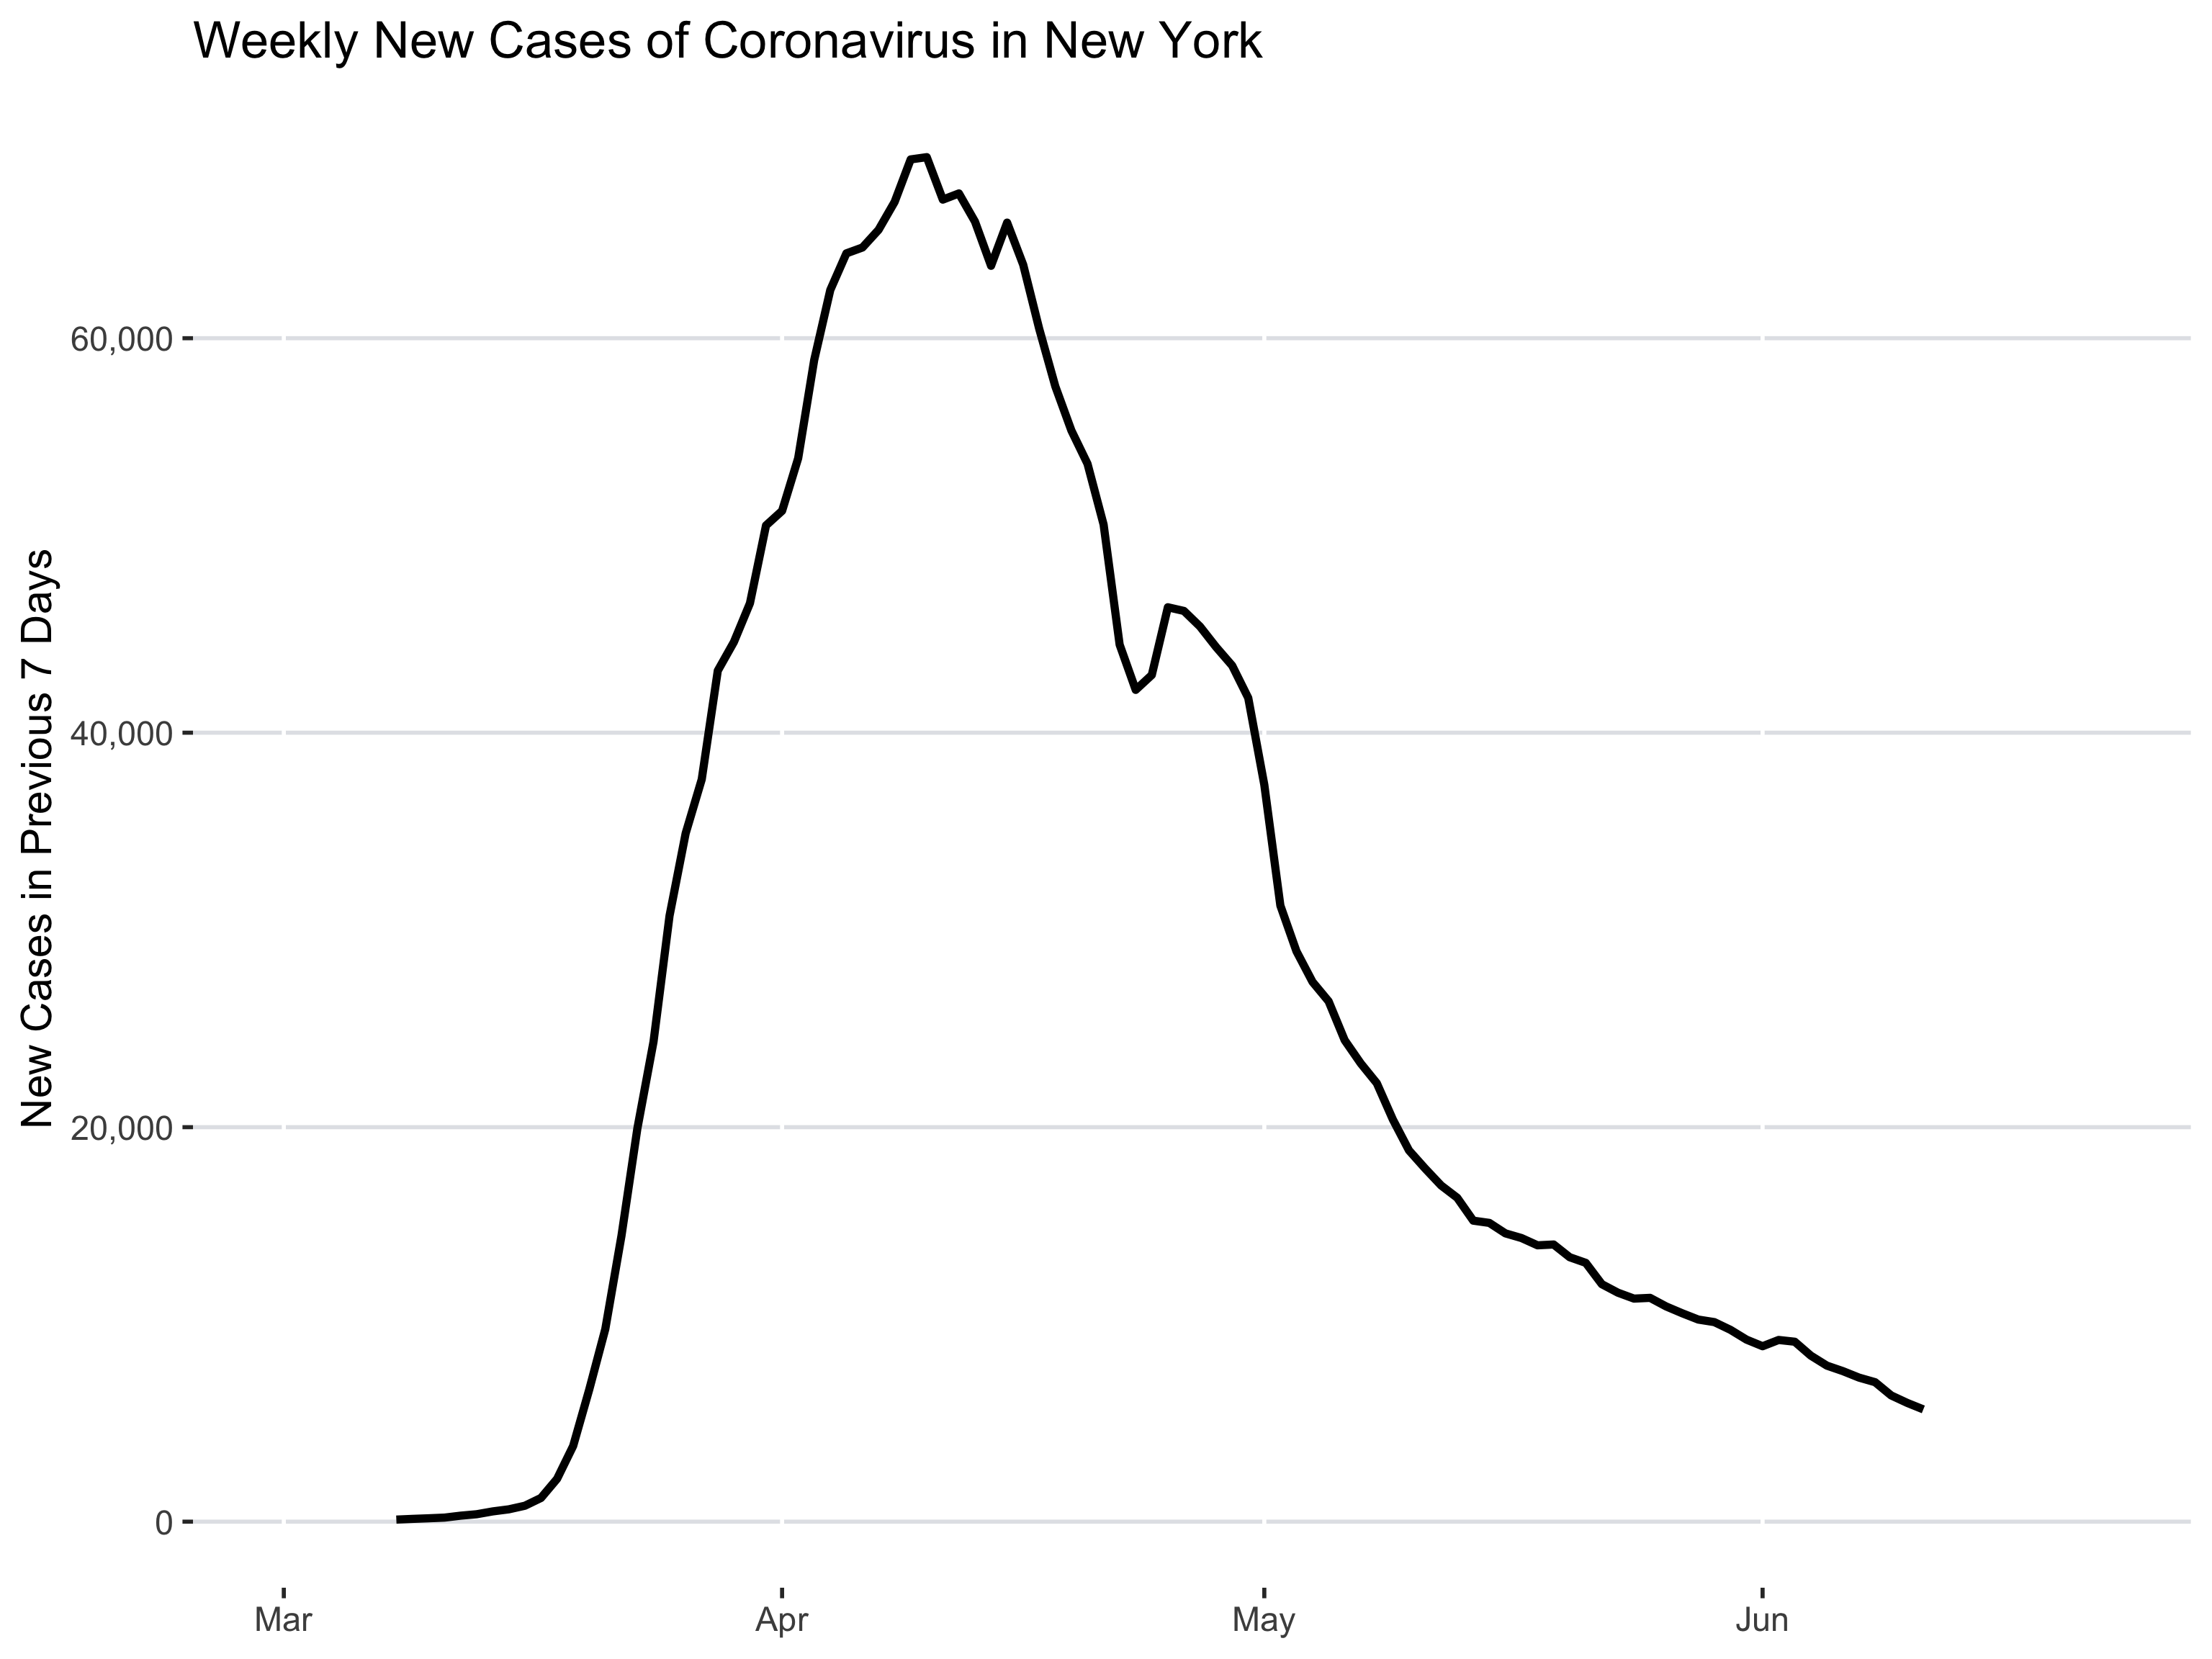 Weekly New Cases of Coronavirus in New York
New Cases in Previous 7 Days
60,000
40,000
20,000
0
Mar
Apr
May
Jun